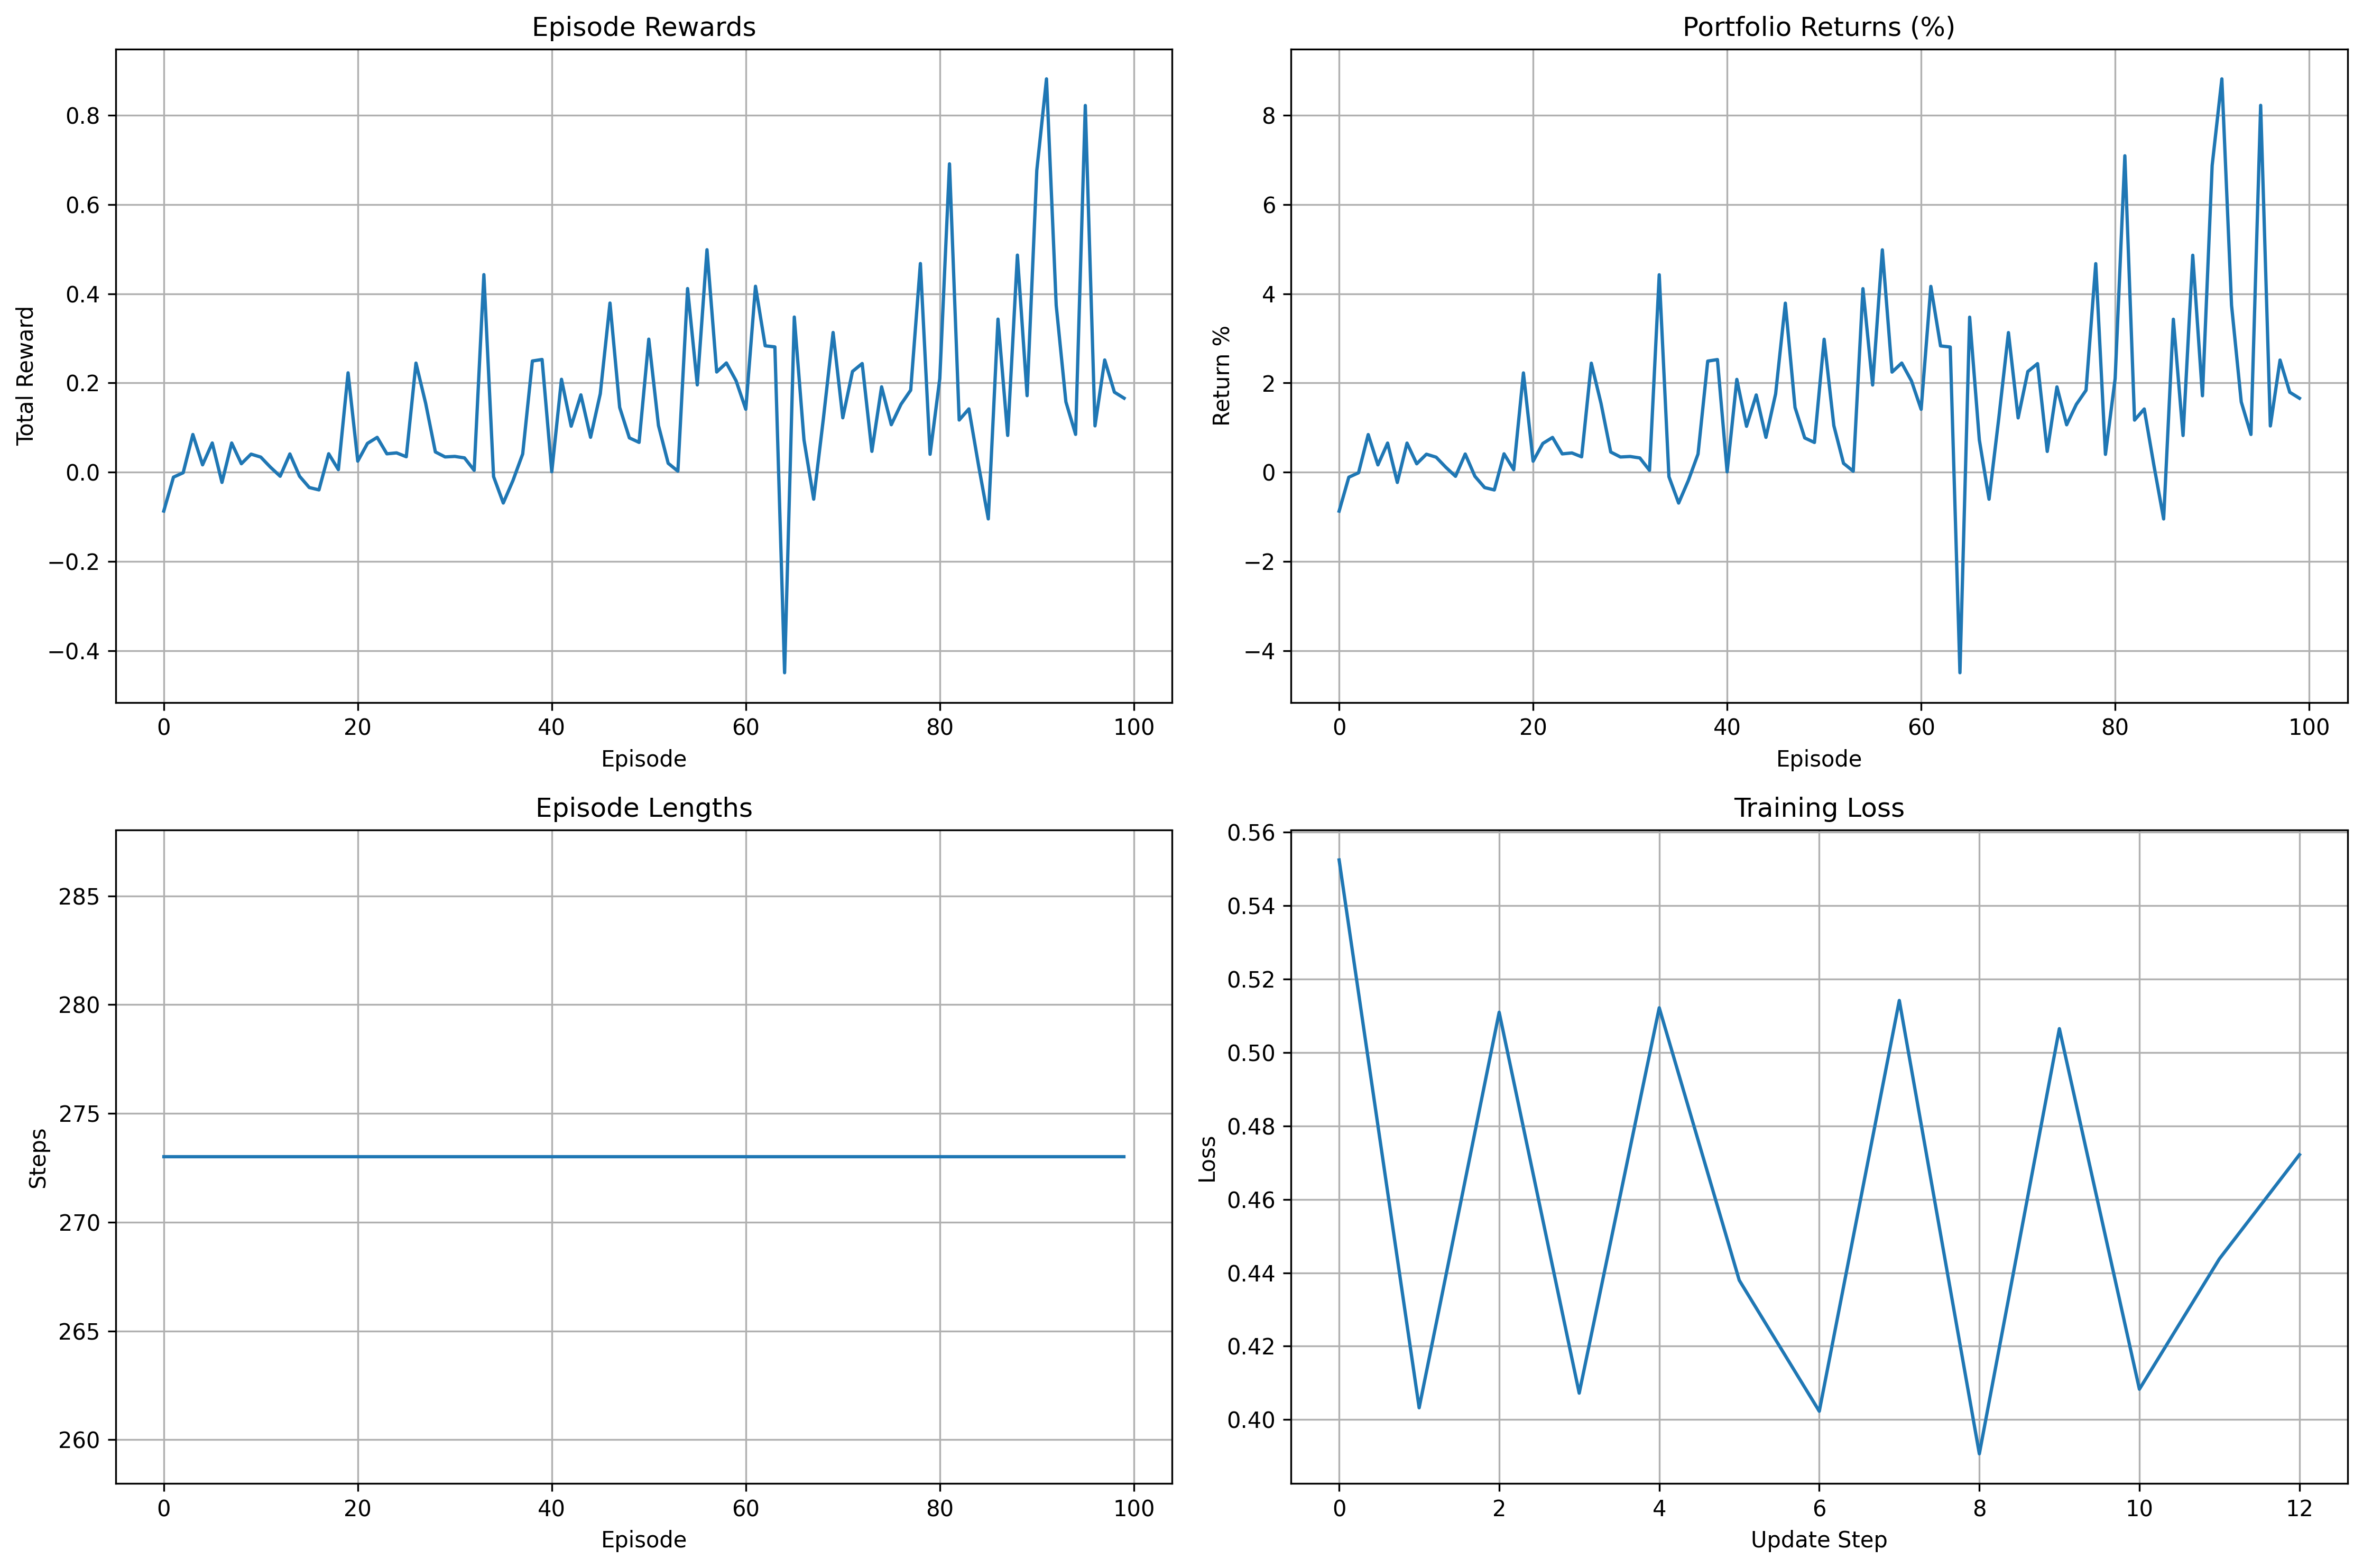 Episode Rewards
Total Reward
0.8
0.6
0.4
0.2
0.0
−0.2
−0.4
0 20 40 60 80 100
Episode
Portfolio Returns (%)
Return %
8
6
4
2
0
−2
−4
0 20 40 60 80 100
Episode
Episode Lengths
Steps
285
280
275
270
265
260
0 20 40 60 80 100
Episode
Training Loss
Loss
0.56
0.54
0.52
0.50
0.48
0.46
0.44
0.42
0.40
0 2 4 6 8 10 12
Update Step